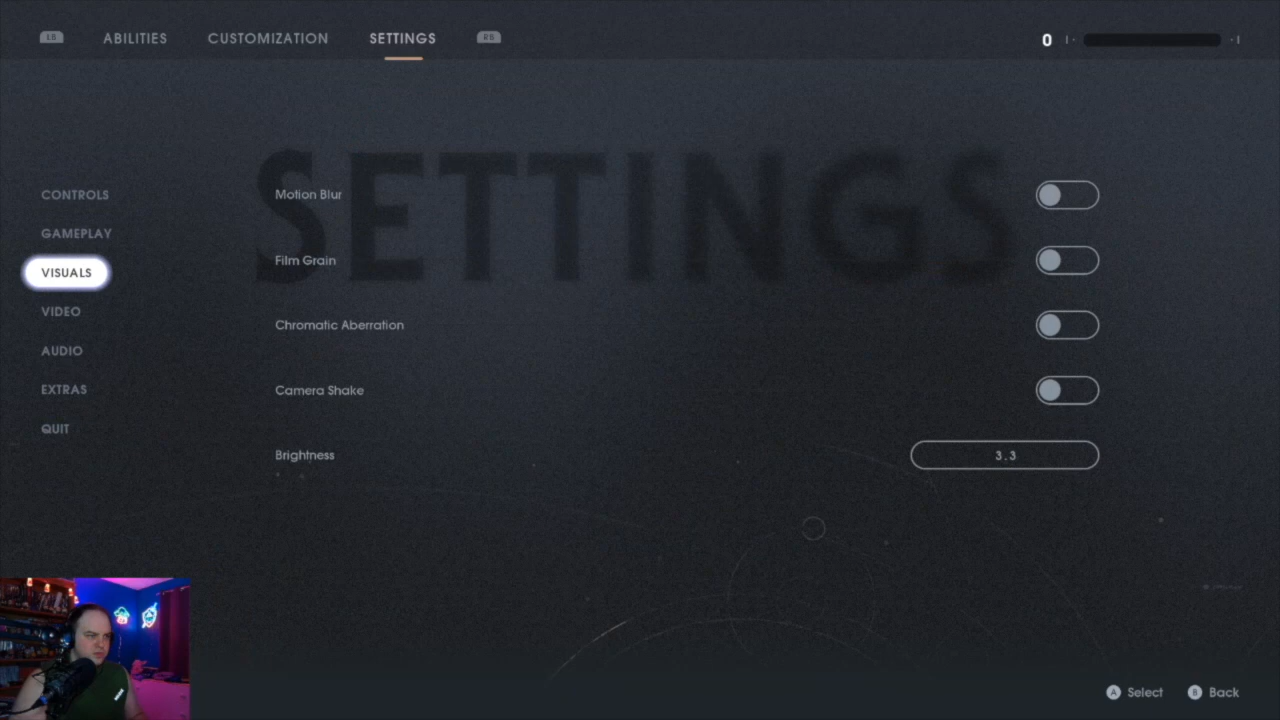 LB ABILITIES CUSTOMIZATION SETTINGS RB 0
SETTINGS
CONTROLS
GAMEPLAY
VISUALS
VIDEO
AUDIO
EXTRAS
QUIT
Motion Blur
Film Grain
Chromatic Aberration
Camera Shake
Brightness 3.3
A Select B Back